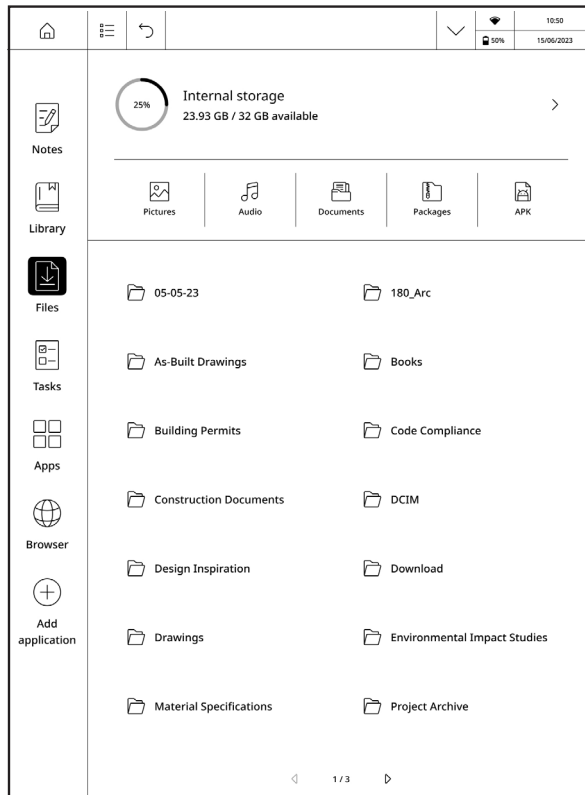 10:50
50%
15/06/2023
25%
Internal storage
23.93 GB / 32 GB available
Pictures
Audio
Documents
Packages
APK
Notes
Library
Files
Tasks
Apps
Browser
Add
application
05-05-23
180_Arc
As-Built Drawings
Books
Building Permits
Code Compliance
Construction Documents
DCIM
Design Inspiration
Download
Drawings
Environmental Impact Studies
Material Specifications
Project Archive
1 / 3